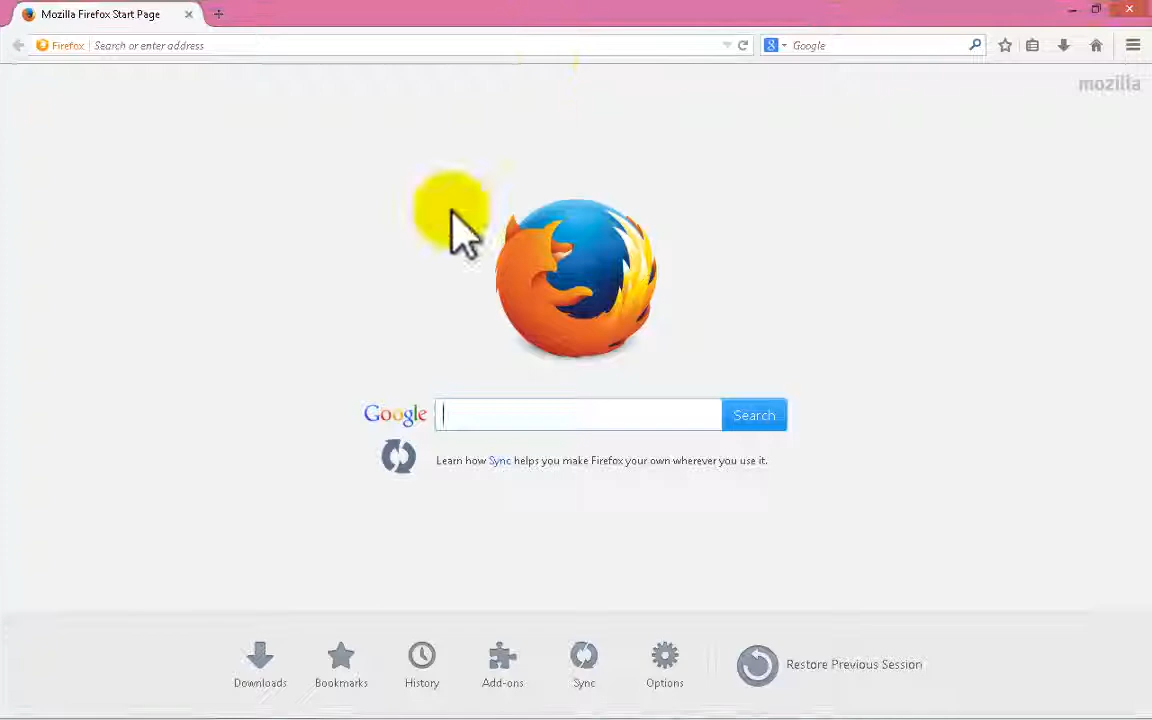 Mozilla Firefox Start Page
Firefox Search or enter address
Google
mozilla
Google Search
Learn how Sync helps you make Firefox your own wherever you use it.
Downloads Bookmarks History Add-ons Sync Options Restore Previous Session